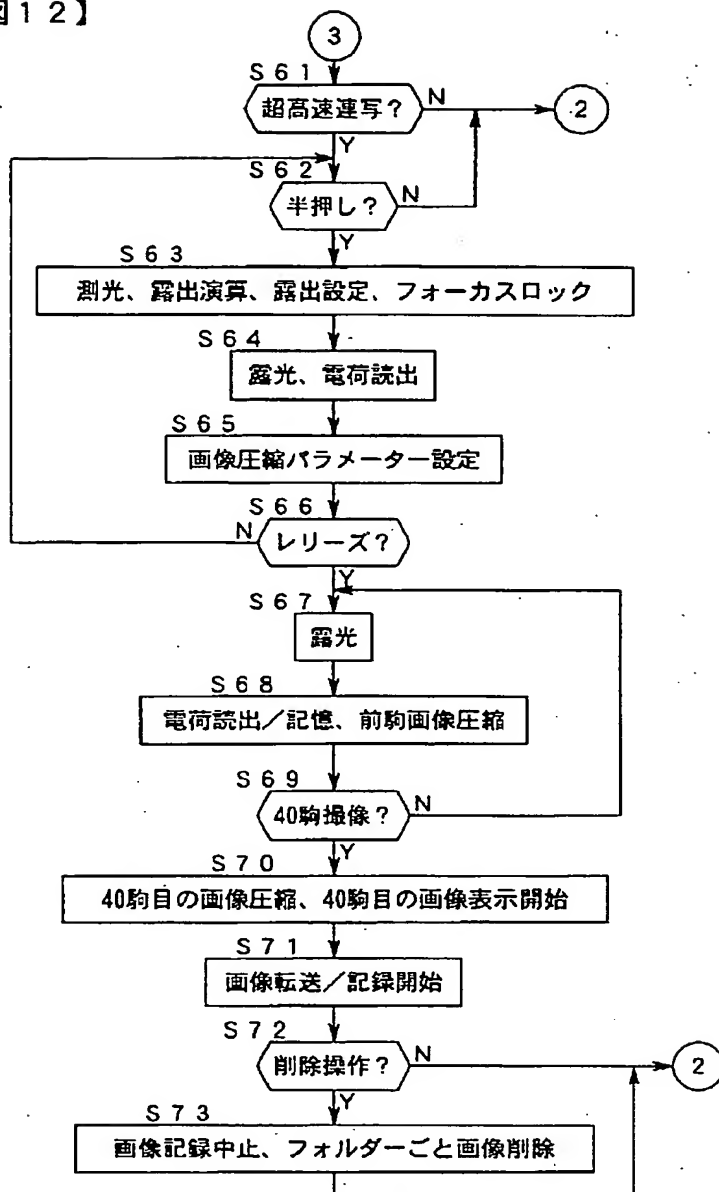 図12】
3
S61
超高速連写? N
2
Y
S62
半押し? N
Y
S63
測光、露出演算、露出設定、フォーカスロック
S64
露光、電荷読出
S65
画像圧縮パラメーター設定
S66
N レリーズ?
Y
S67
露光
S68
電荷読出/記憶、前駒画像圧縮
S69
40駒撮像? N
Y
S70
40駒目の画像圧縮、40駒目の画像表示開始
S71
画像転送/記録開始
S72
削除操作? N
2
Y
S73
画像記録中止、フォルダーごと画像削除